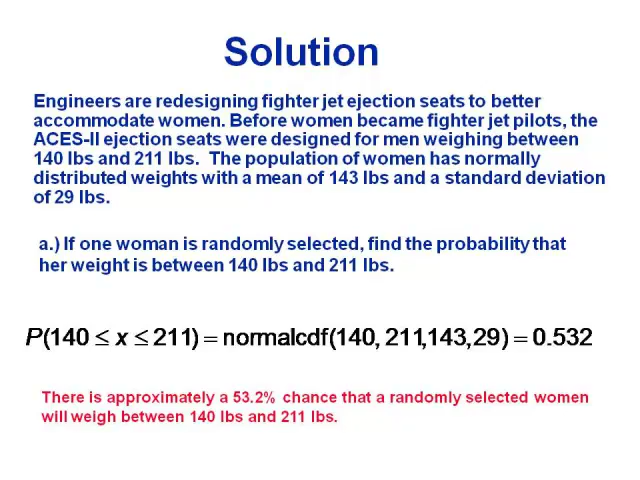 Solution
Engineers are redesigning fighter jet ejection seats to better
accommodate women. Before women became fighter jet pilots, the
ACES-II ejection seats were designed for men weighing between
140 lbs and 211 lbs.  The population of women has normally
distributed weights with a mean of 143 lbs and a standard deviation
of 29 lbs.
a.) If one woman is randomly selected, find the probability that
her weight is between 140 lbs and 211 lbs.
P(140 ≤ x ≤ 211) = normalcdf(140, 211,143,29) = 0.532
There is approximately a 53.2% chance that a randomly selected women
will weigh between 140 lbs and 211 lbs.